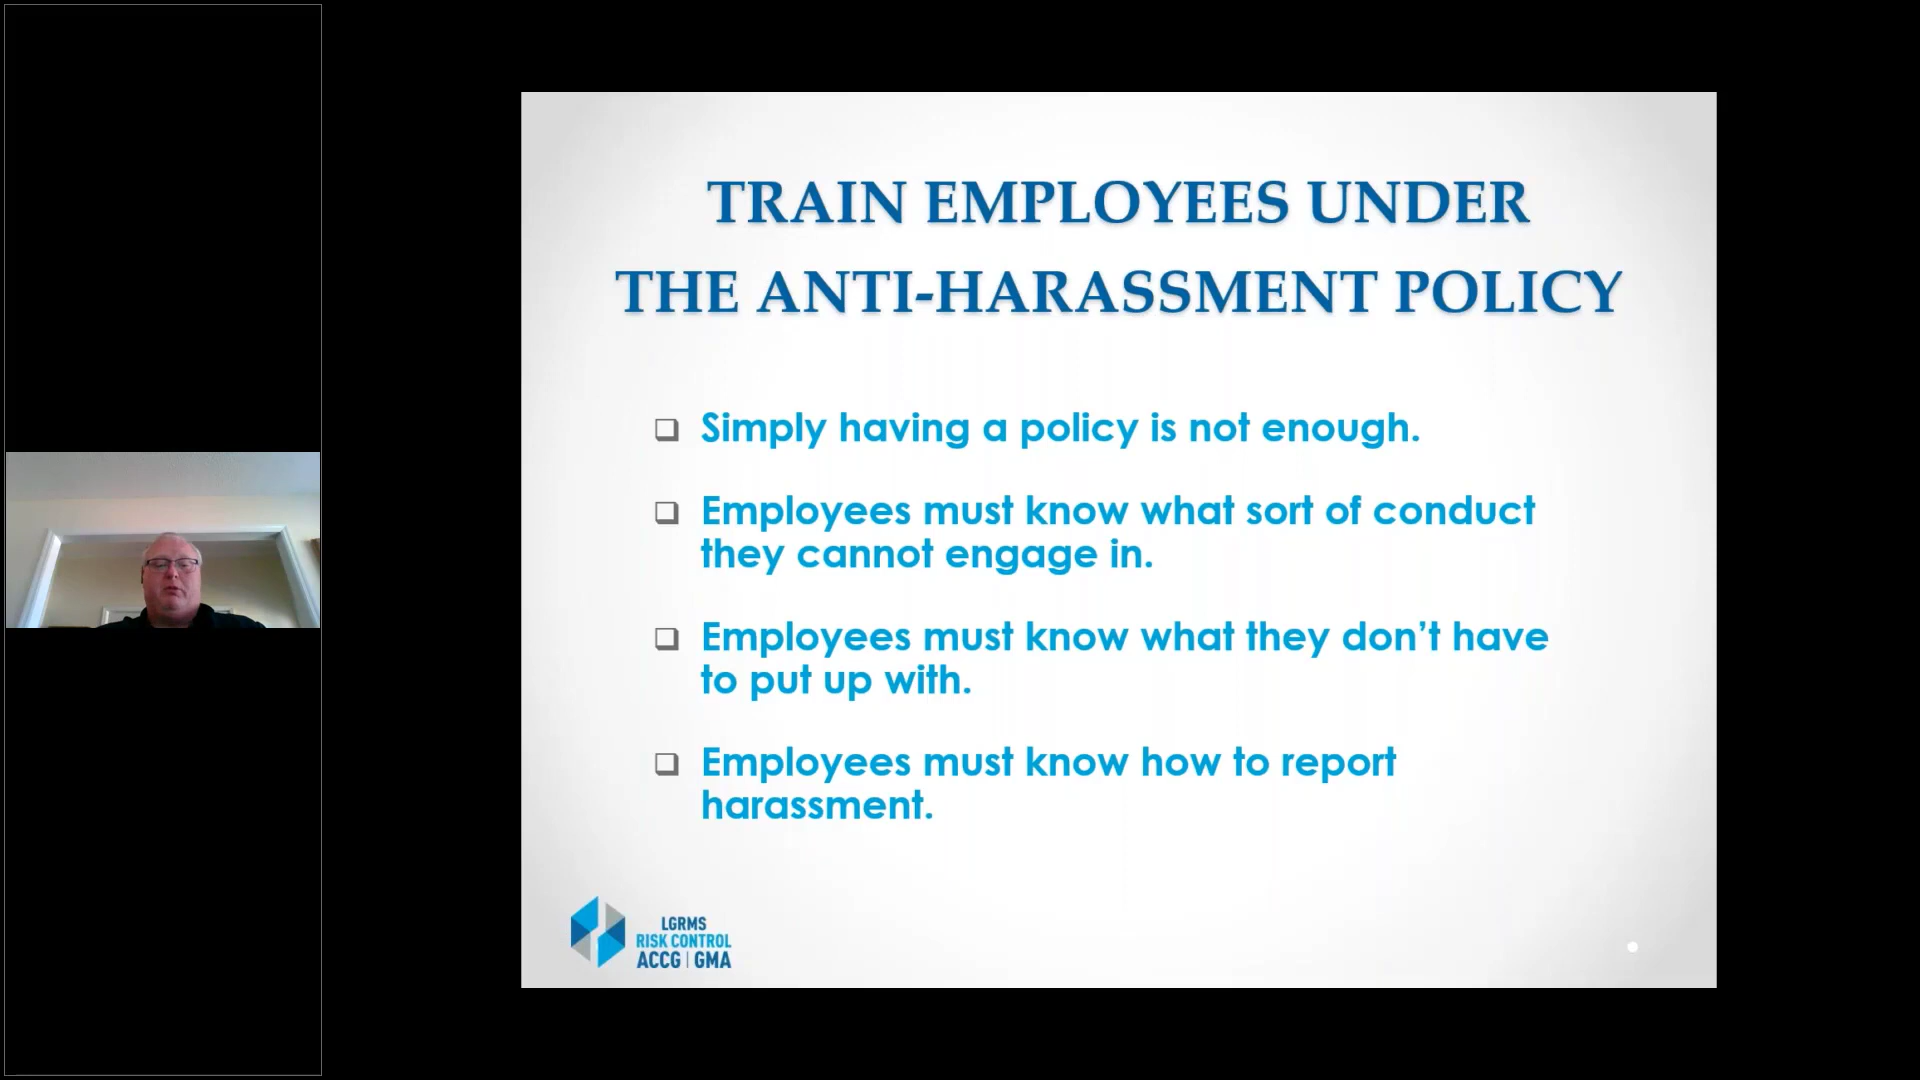 TRAIN EMPLOYEES UNDER
THE ANTI-HARASSMENT POLICY
❑ Simply having a policy is not enough.
❑ Employees must know what sort of conduct
they cannot engage in.
❑ Employees must know what they don’t have
to put up with.
❑ Employees must know how to report
harassment.
LGRMS
RISK CONTROL
ACCG | GMA